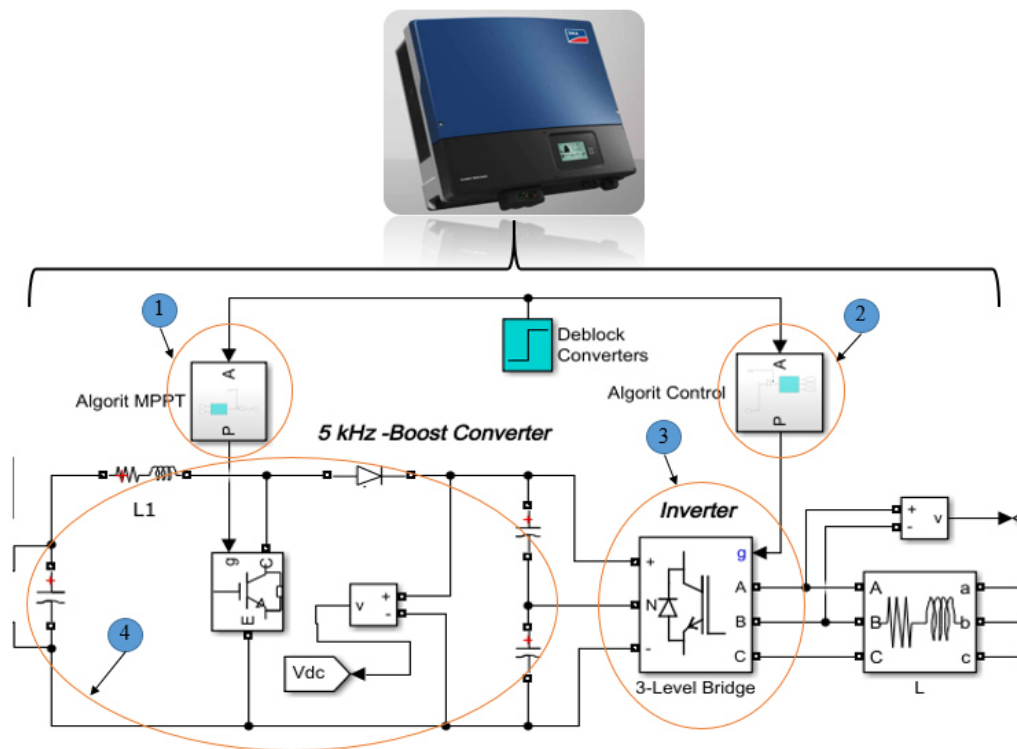 SMA
1
2
Deblock
Converters
A
Algorit MPPT
P
A
Algorit Control
P
5 kHz -Boost Converter
3
Inverter
L1
g
C
E
v
+
-
Vdc
4
+
N
-
g
A
B
C
3-Level Bridge
+
-
v
A
B
C
a
b
c
L